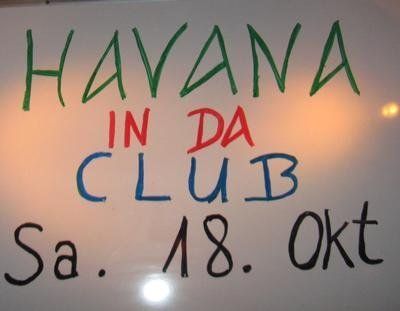 HAVANA
IN DA
CLUB
Sa. 18. Okt